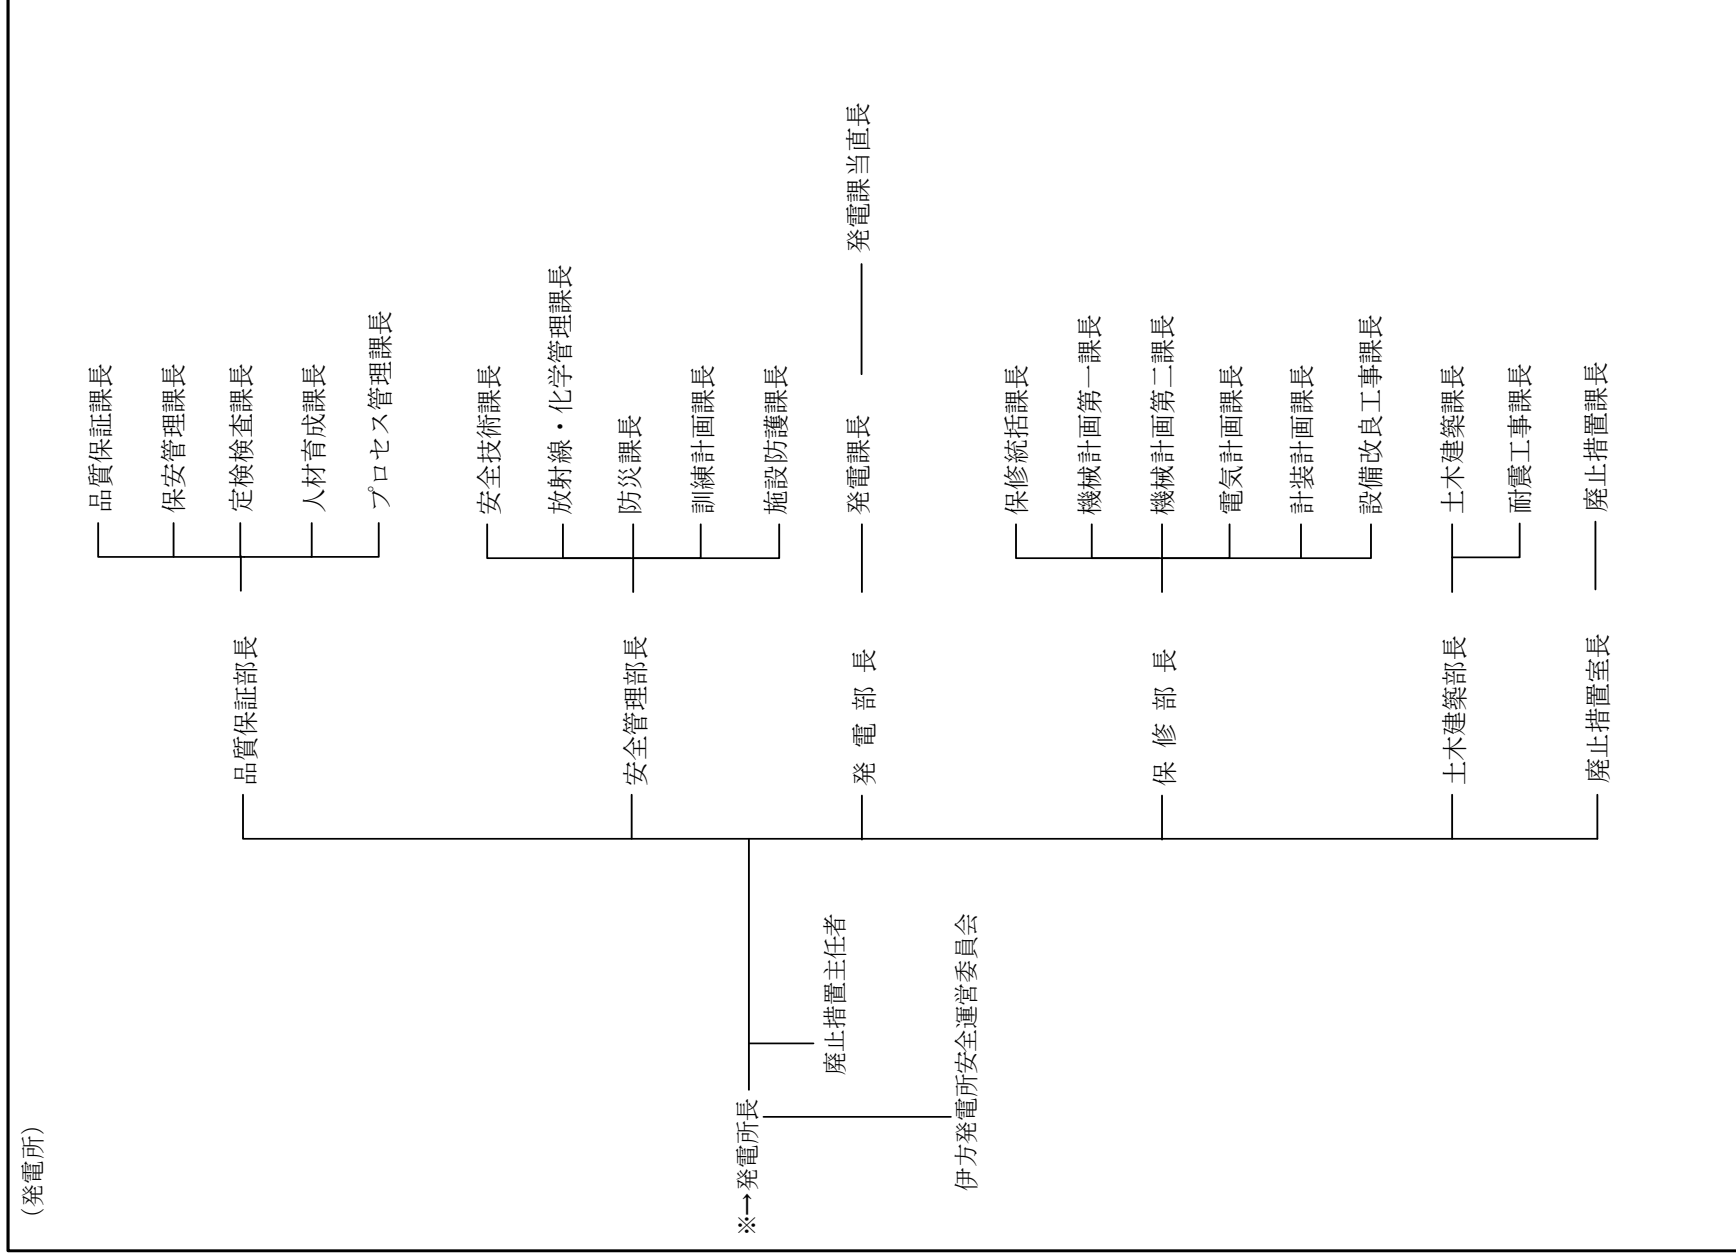 （発電所）
※→発電所長
伊方発電所安全運営委員会
廃止措置主任者
品質保証部長
品質保証課長
保安管理課長
定検検査課長
人材育成課長
プロセス管理課長
安全管理部長
安全技術課長
放射線・化学管理課長
防災課長
訓練計画課長
施設防護課長
発電部長
発電課長
発電課当直長
保修部長
保修統括課長
機械計画第一課長
機械計画第二課長
電気計画課長
計装計画課長
設備改良工事課長
土木建築部長
土木建築課長
耐震工事課長
廃止措置室長
廃止措置課長